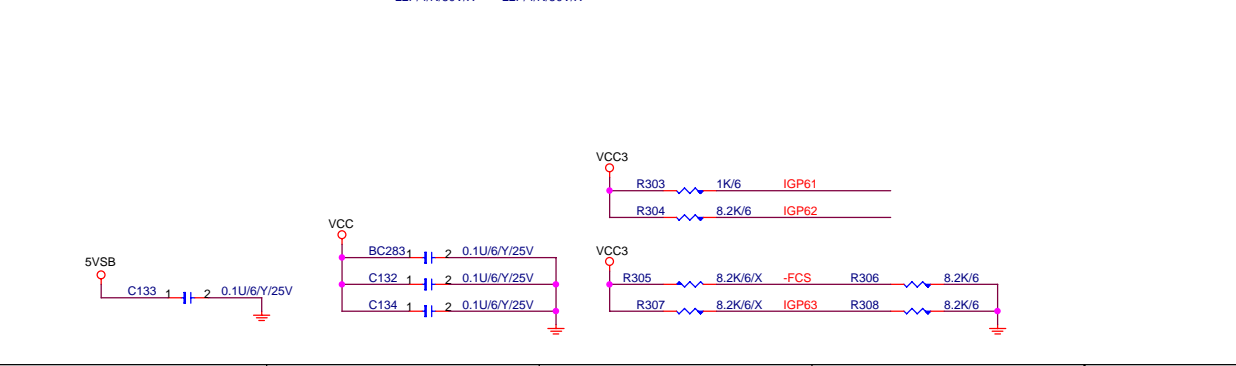 VCC3
R303 1K/6 IGP61
R304 8.2K/6 IGP62
VCC
VCC3
BC283 1 2 0.1U/6/Y/25V
5VSB
C132 1 2 0.1U/6/Y/25V
R305 8.2K/6/X -FCS R306 8.2K/6
C133 1 2 0.1U/6/Y/25V
C134 1 2 0.1U/6/Y/25V
R307 8.2K/6/X IGP63 R308 8.2K/6